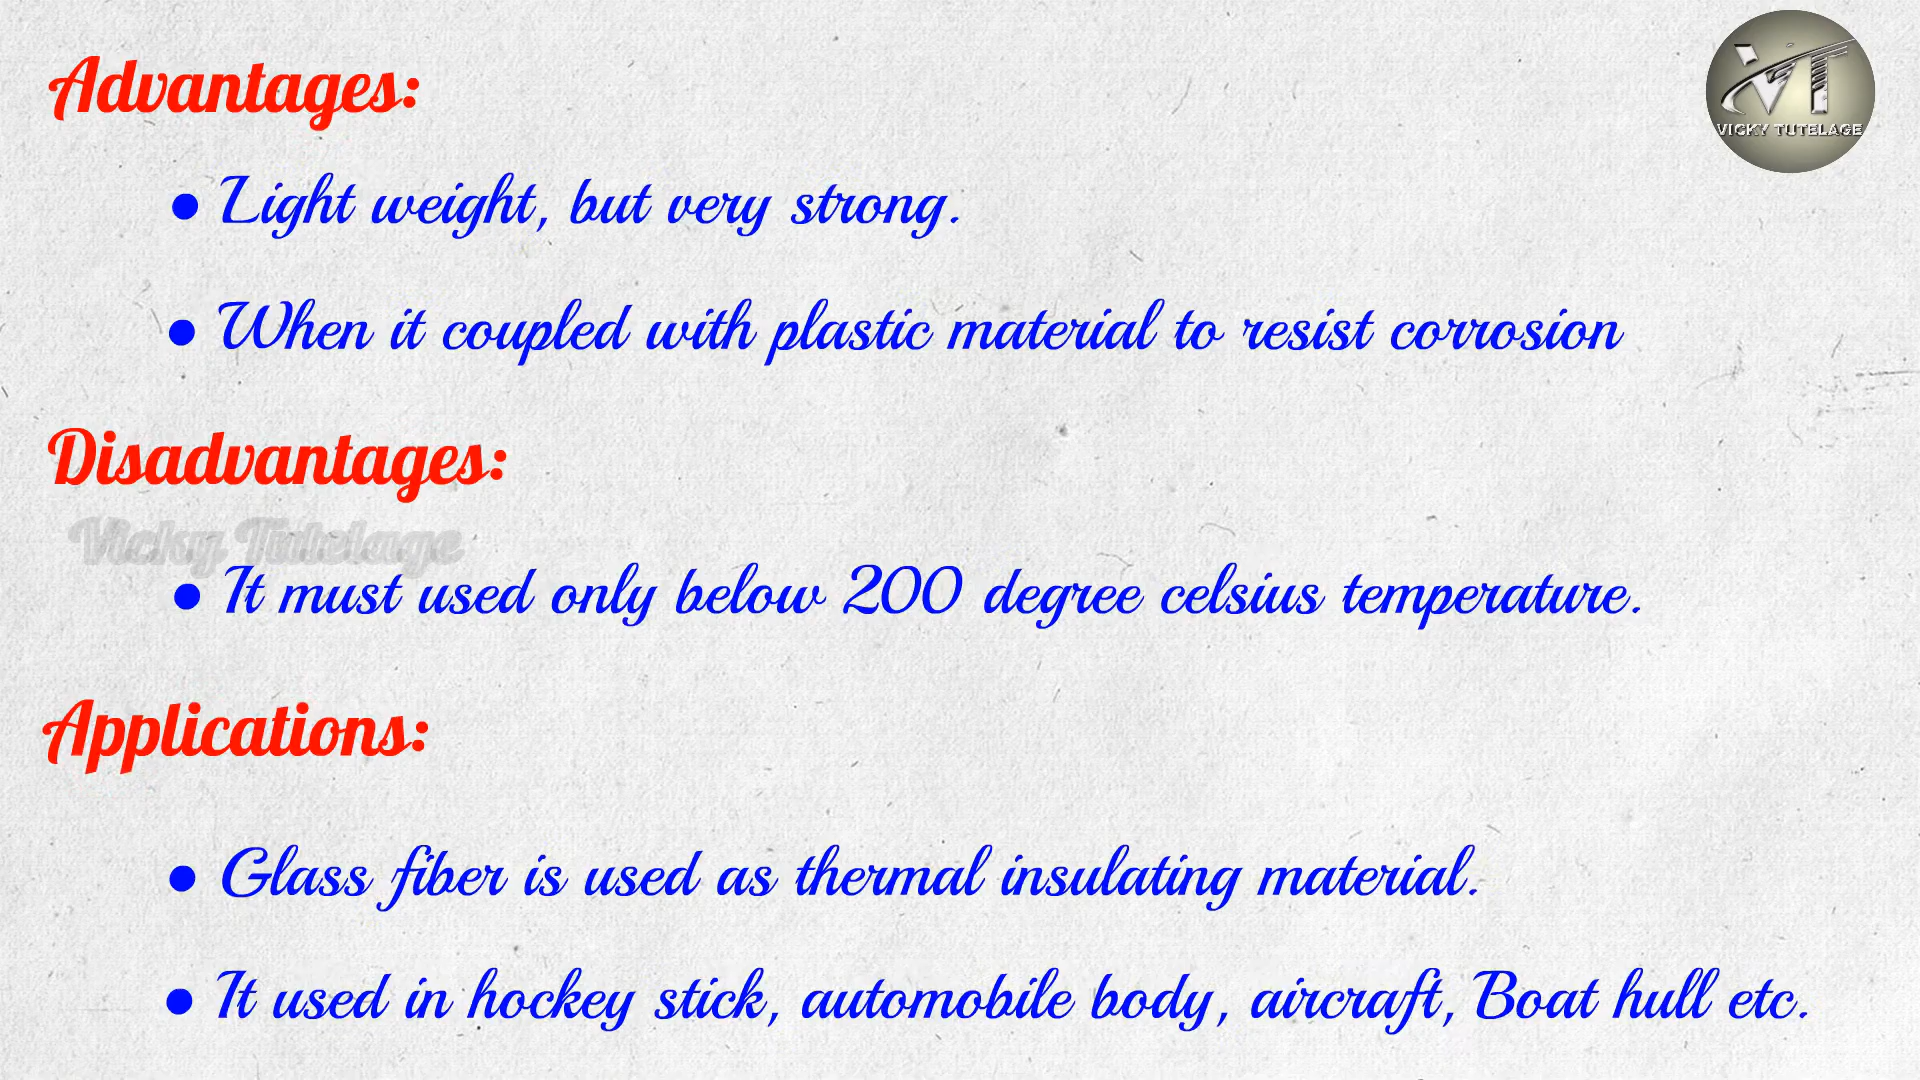 VT
VICKY TUTELAGE
Advantages:
• Light weight, but very strong.
• When it coupled with plastic material to resist corrosion
Disadvantages:
Vicky Tutelage
• It must used only below 200 degree celsius temperature.
Applications:
• Glass fiber is used as thermal insulating material.
• It used in hockey stick, automobile body, aircraft, Boat hull etc.